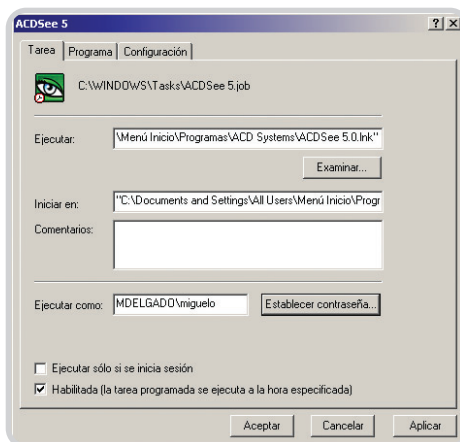 ACDSee 5
Tarea Programa Configuración
C:\WINDOWS\Tasks\ACDSee 5.job
Ejecutar: \Menú Inicio\Programas\ACD Systems\ACDSee 5.0.lnk"
Examinar...
Iniciar en: "C:\Documents and Settings\All Users\Menú Inicio\Progr
Comentarios:
Ejecutar como: MDELGADO\miguelo Establecer contraseña...
Ejecutar sólo si se inicia sesión
Habilitada (la tarea programada se ejecuta a la hora especificada)
Aceptar Cancelar Aplicar